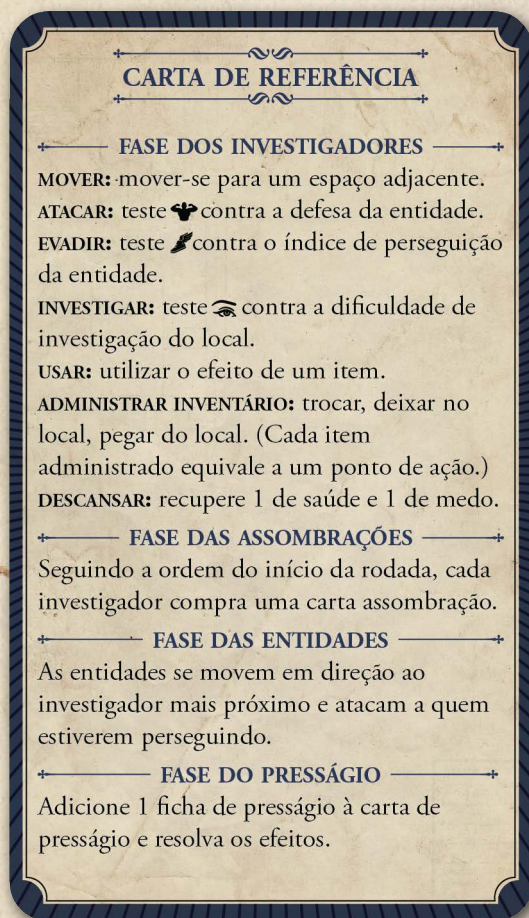 CARTA DE REFERÊNCIA
FASE DOS INVESTIGADORES
MOVER: mover-se para um espaço adjacente.
ATACAR: teste contra a defesa da entidade.
EVADIR: teste contra o índice de perseguição
da entidade.
INVESTIGAR: teste contra a dificuldade de
investigação do local.
USAR: utilizar o efeito de um item.
ADMINISTRAR INVENTÁRIO: trocar, deixar no
local, pegar do local. (Cada item
administrado equivale a um ponto de ação.)
DESCANSAR: recupere 1 de saúde e 1 de medo.
FASE DAS ASSOMBRAÇÕES
Seguindo a ordem do início da rodada, cada
investigador compra uma carta assombração.
FASE DAS ENTIDADES
As entidades se movem em direção ao
investigador mais próximo e atacam a quem
estiverem perseguindo.
FASE DO PRESSÁGIO
Adicione 1 ficha de presságio à carta de
presságio e resolva os efeitos.